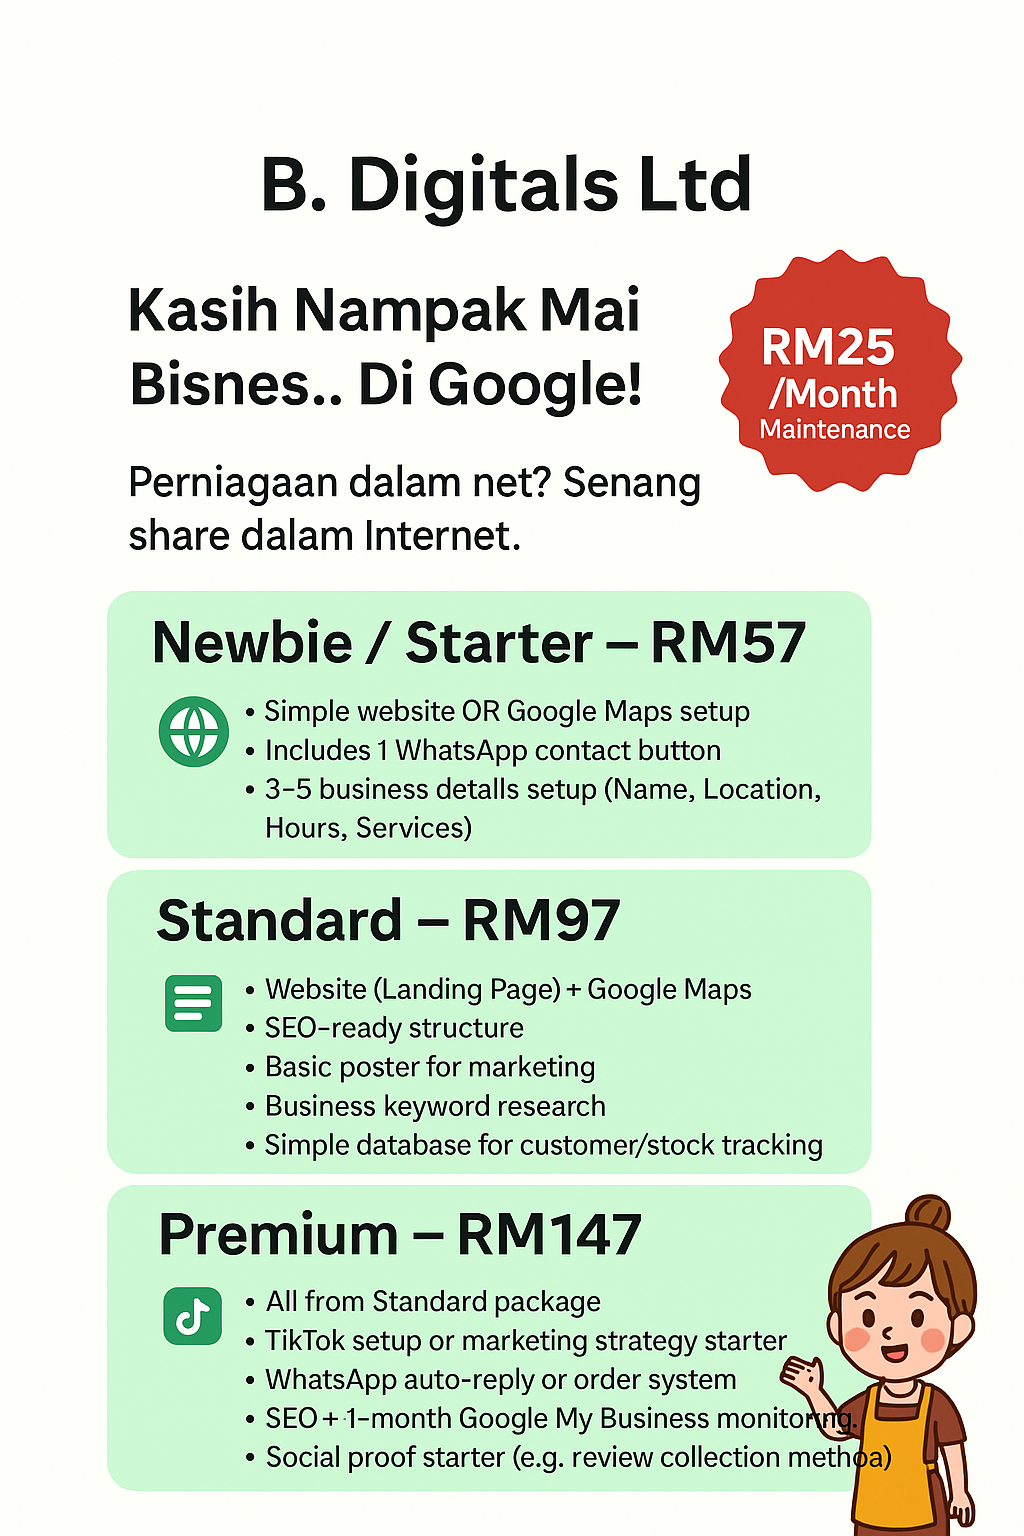 B. Digitals Ltd
Kasih Nampak Mai
Bisnes.. Di Google!
RM25
/Month
Maintenance
Perniagaan dalam net? Senang
share dalam Internet.
Newbie / Starter – RM57
• Simple website OR Google Maps setup
• Includes 1 WhatsApp contact button
• 3–5 business detalls setup (Name, Location,
Hours, Services)
Standard – RM97
• Website (Landing Page) + Google Maps
• SEO-ready structure
• Basic poster for marketing
• Business keyword research
• Simple database for customer/stock tracking
Premium – RM147
• All from Standard package
• TikTok setup or marketing strategy starter
• WhatsApp auto-reply or order system
• SEO + 1-month Google My Business monitoring.
• Social proof starter (e.g. review collection methoa)